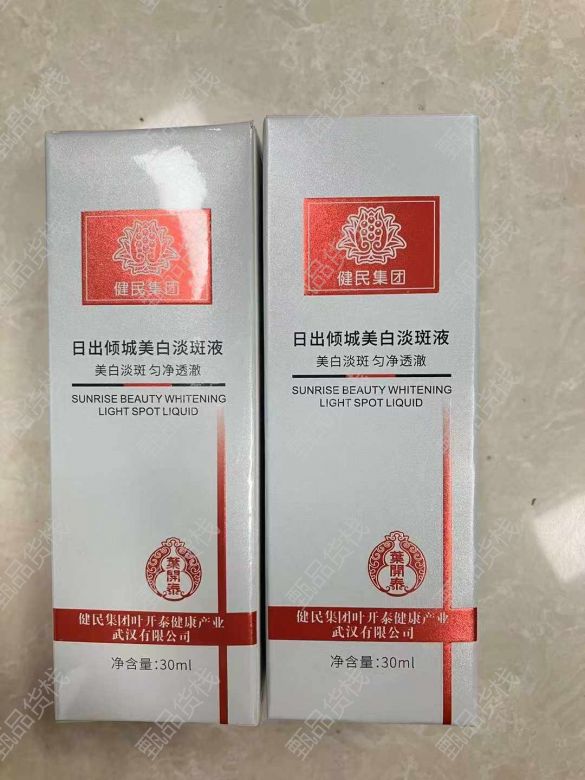 健民集团
日出倾城美白淡斑液
美白淡斑 匀净透澈
SUNRISE BEAUTY WHITENING
LIGHT SPOT LIQUID
葉開泰
健民集团叶开泰健康产业
武汉有限公司
净含量:30ml
健民集团
日出倾城美白淡斑液
美白淡斑 匀净透澈
SUNRISE BEAUTY WHITENING
LIGHT SPOT LIQUID
葉開泰
健民集团叶开泰健康产业
武汉有限公司
净含量:30ml
甄品货栈